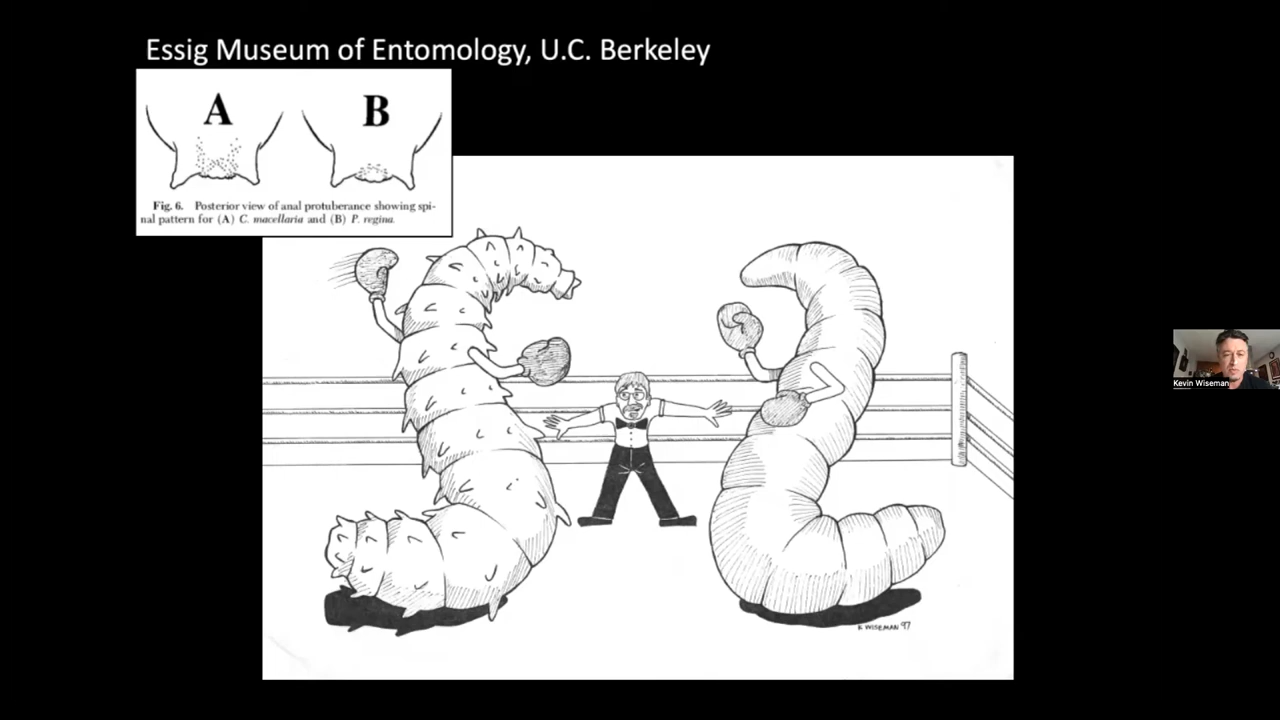 Essig Museum of Entomology, U.C. Berkeley
A
B
Fig. 6. Posterior view of anal protuberance showing spi-
nal pattern for (A) C. macellaria and (B) P. regina.
Kevin Wiseman
K WISEMAN 97